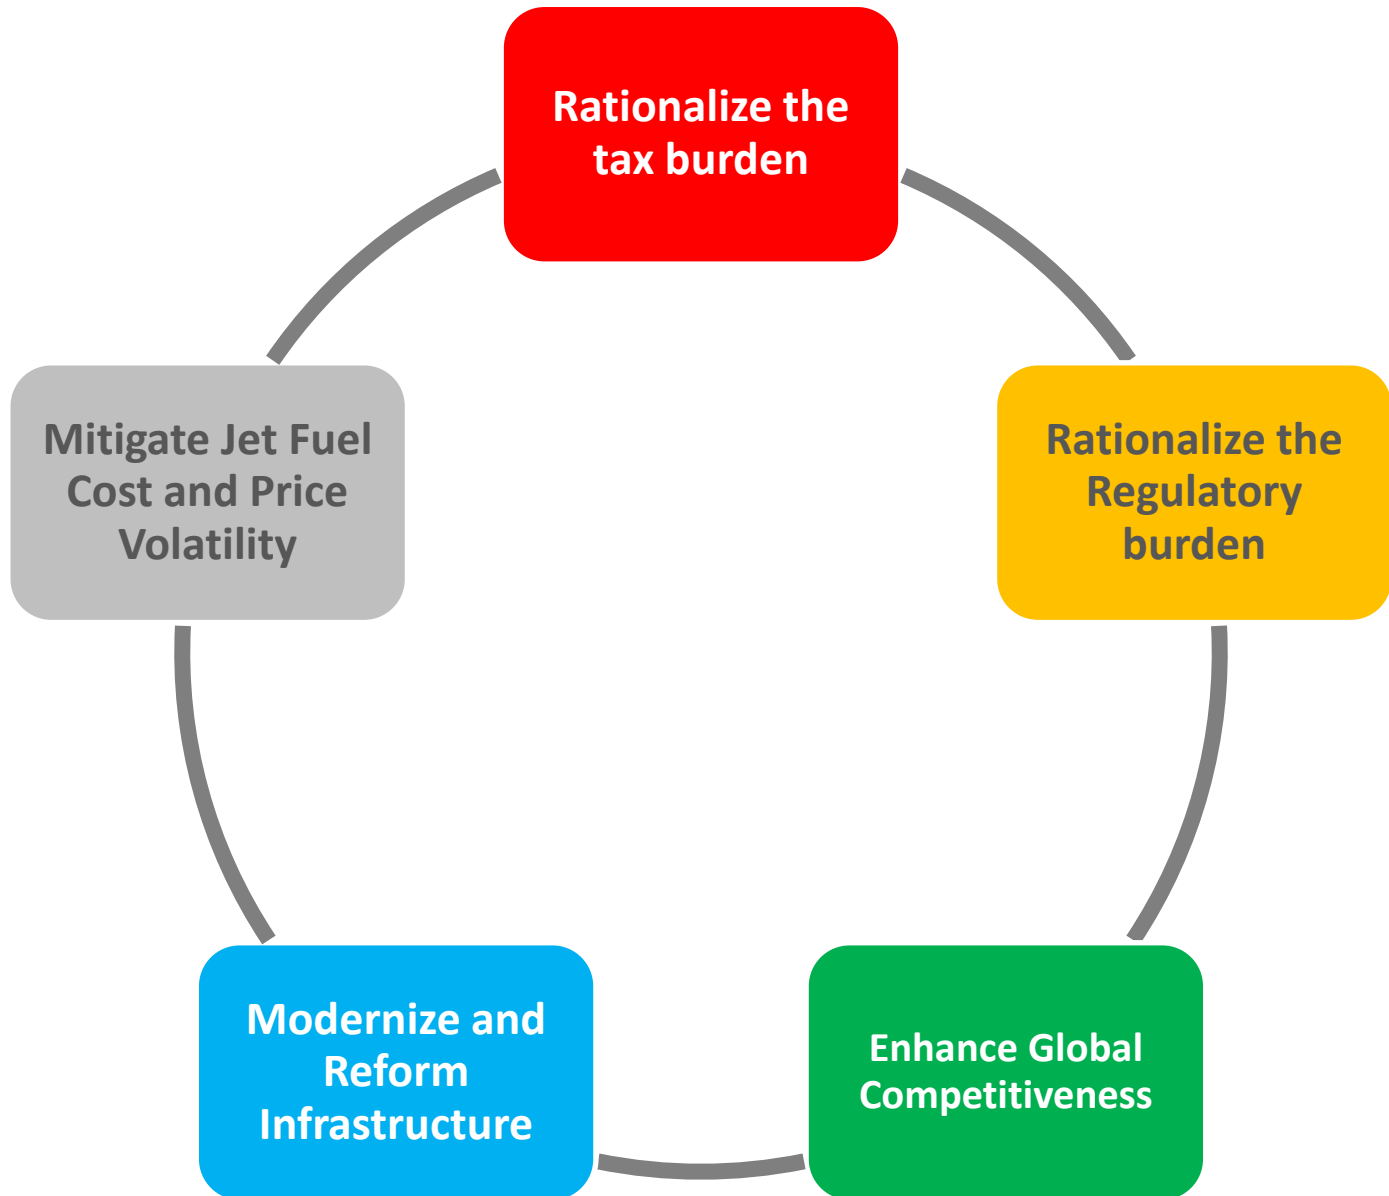 Rationalize the
tax burden
Rationalize the
Regulatory
burden
Enhance Global
Competitiveness
Modernize and
Reform
Infrastructure
Mitigate Jet Fuel
Cost and Price
Volatility